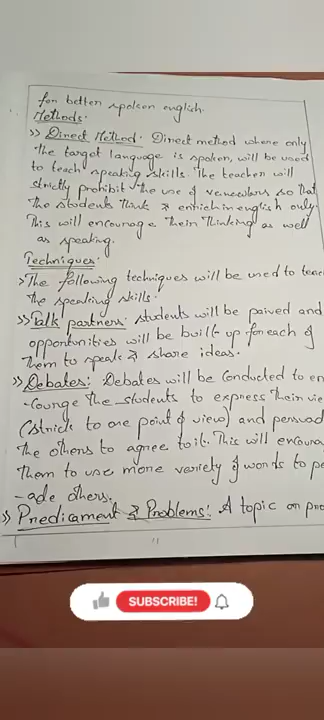 for better spoken english.
Methods.
>> Direct Method. Direct method where only
the target language is spoken, will be used
to teach speaking skills. The teacher will
strictly prohibit the use of venculars so that
the students think & enrich in english only.
This will encourage their thinking as well
as speaking.
Techniques:
> The following techniques will be used to teac
the speaking skills.
>> Talk partners: students will be paired and
opportunities will be built up for each of
them to speak & share ideas.
>> Debates: Debates will be conducted to en
-courge the students to express their vie
(strick to one point of view) and persuad
the others to agree to it. This will encoura
them to use more variety of words to pe
-ade others.
>> Predicament & Problems: A topic or pro
11
SUBSCRIBE!